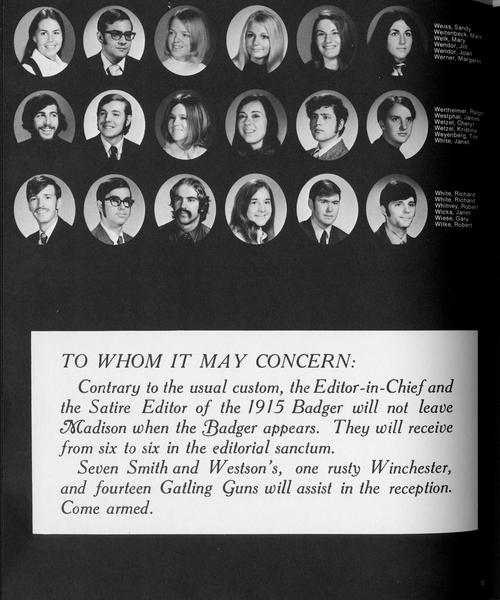 Weiss, Sandy
Weitenbeck, Mark
Welk, Mary
Wendor, Jill
Wendor, Joan
Werner, Margaret
Wertheimer, Ralph
Westphal, James
Wetzel, Cheryl
Wetzel, Kristine
Weyenberg, Tim
White, Janet
White, Richard
White, Richard
Whitney, Robert
Wicka, Janet
Wiese, Gary
Wilke, Robert
TO WHOM IT MAY CONCERN:
Contrary to the usual custom, the Editor-in-Chief and
the Satire Editor of the 1915 Badger will not leave
Madison when the Badger appears. They will receive
from six to six in the editorial sanctum.
Seven Smith and Westson's, one rusty Winchester,
and fourteen Gatling Guns will assist in the reception.
Come armed.